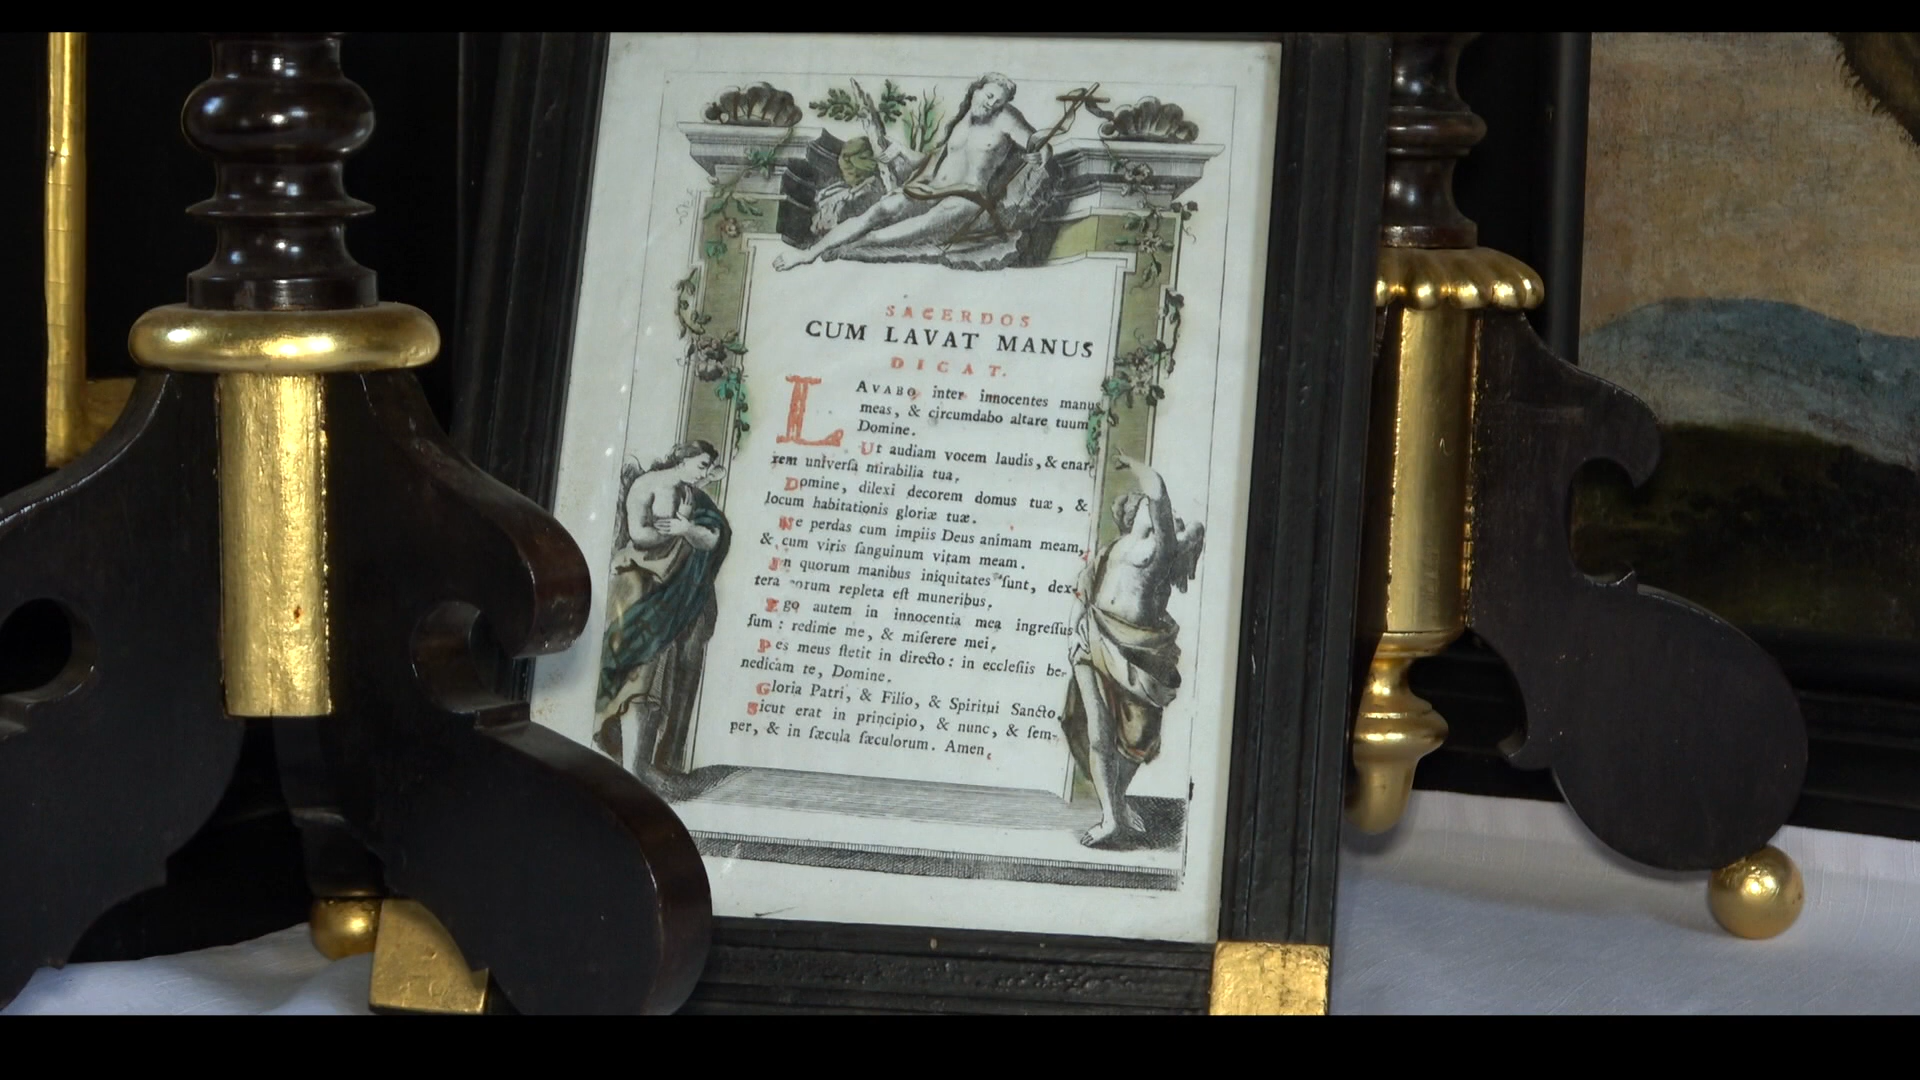 SACERDOS
CUM LAVAT MANUS
DICAT.
LAVABO inter innocentes manus
meas, & circumdabo altare tuum
Domine.
Ut audiam vocem laudis, & enar-
rem universa mirabilia tua.
Domine, dilexi decorem domus tuæ, &
locum habitationis gloriæ tuæ.
Ne perdas cum impiis Deus animam meam,
& cum viris sanguinum vitam meam.
In quorum manibus iniquitates sunt, dex-
tera eorum repleta est muneribus.
Ego autem in innocentia mea ingressus
sum: redime me, & miserere mei.
Pes meus stetit in directo: in ecclesiis be-
nedicam te, Domine.
Gloria Patri, & Filio, & Spiritui Sancto.
Sicut erat in principio, & nunc, & sem-
per, & in sæcula sæculorum. Amen.